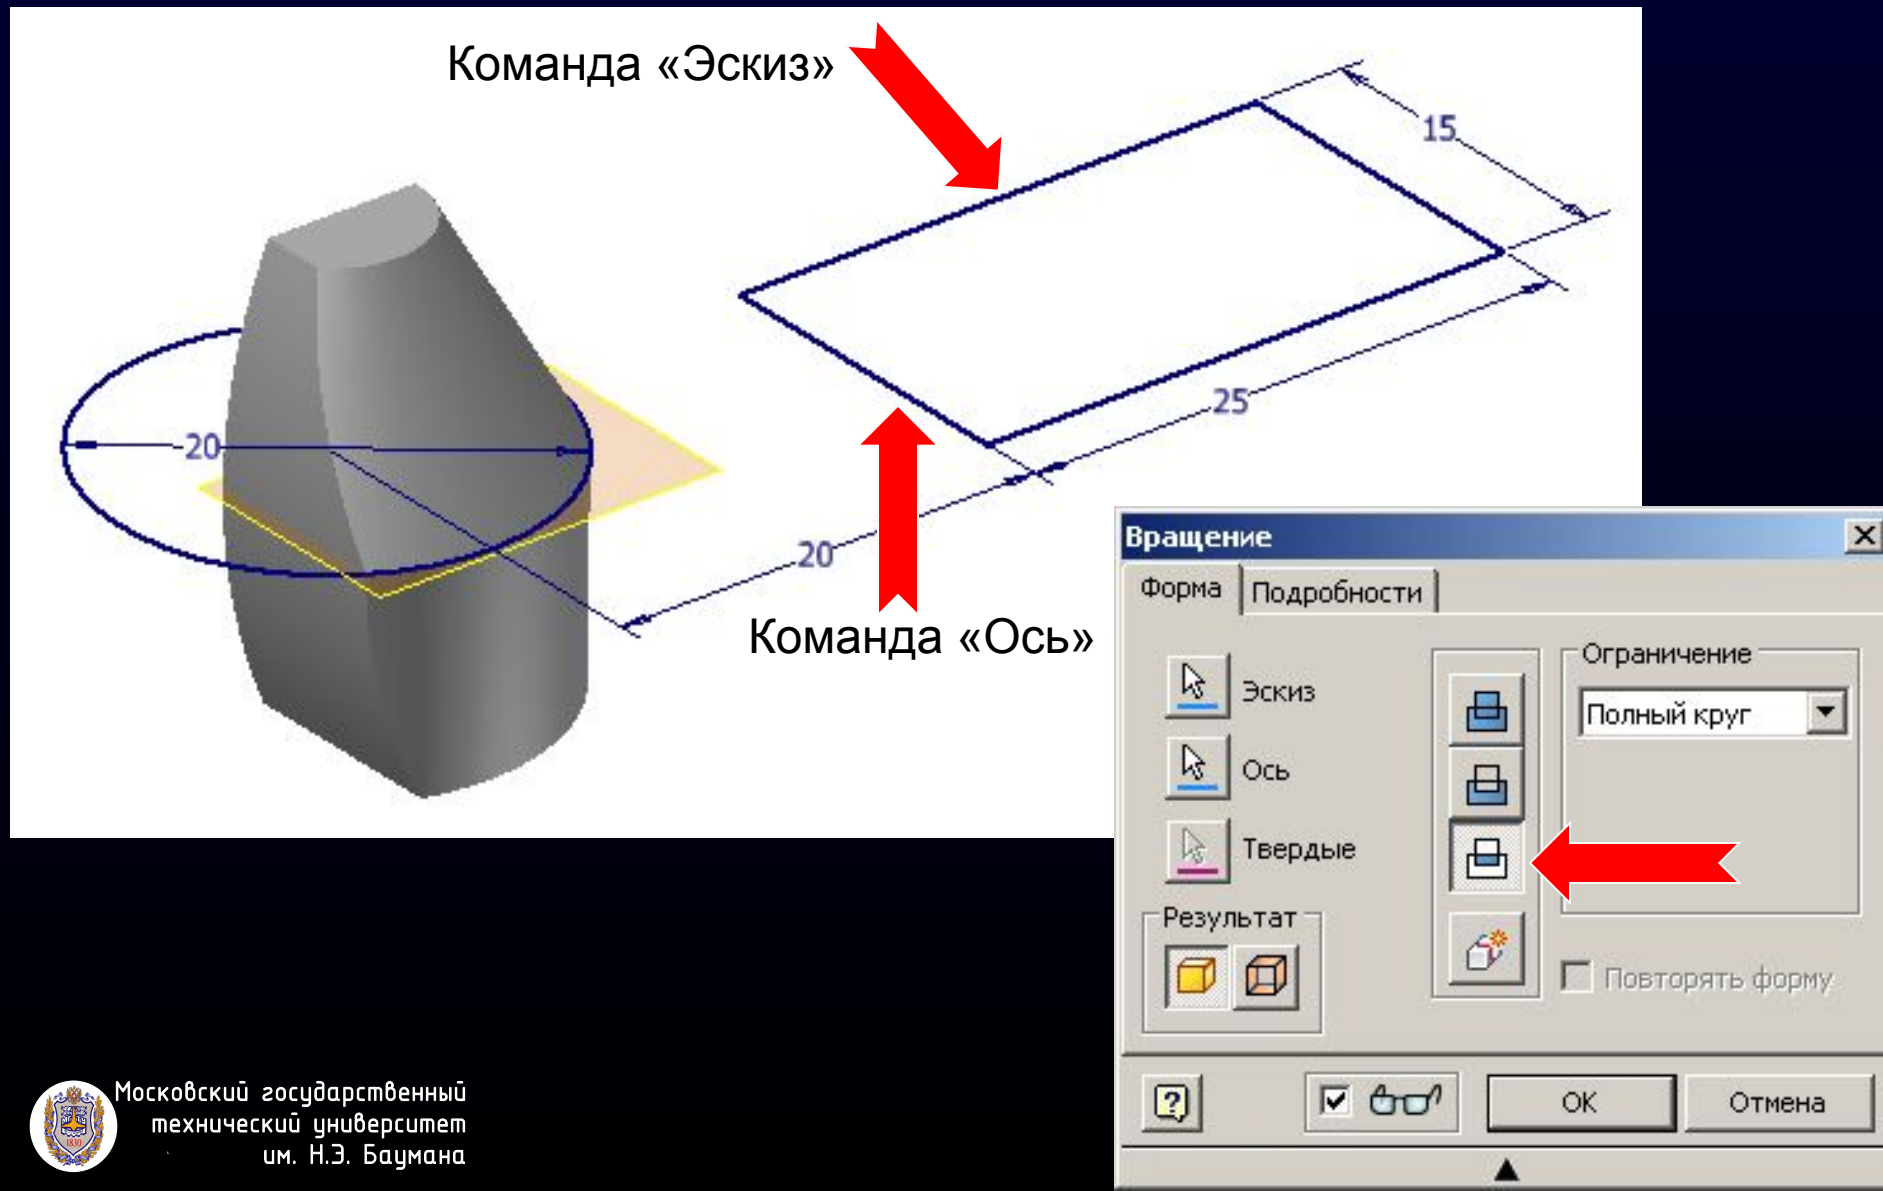 Команда «Эскиз»
15
20
25
20
Команда «Ось»
Вращение
Форма
Подробности
Эскиз
Ось
Твердые
Ограничение
Полный круг
Результат
Повторять форму
OK
Отмена
Московский государственный
технический университет
им. Н.Э. Баумана
1830